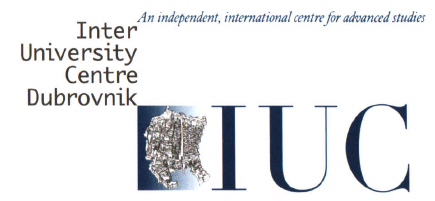 An independent, international centre for advanced studies
Inter
University
Centre
Dubrovnik
IUC